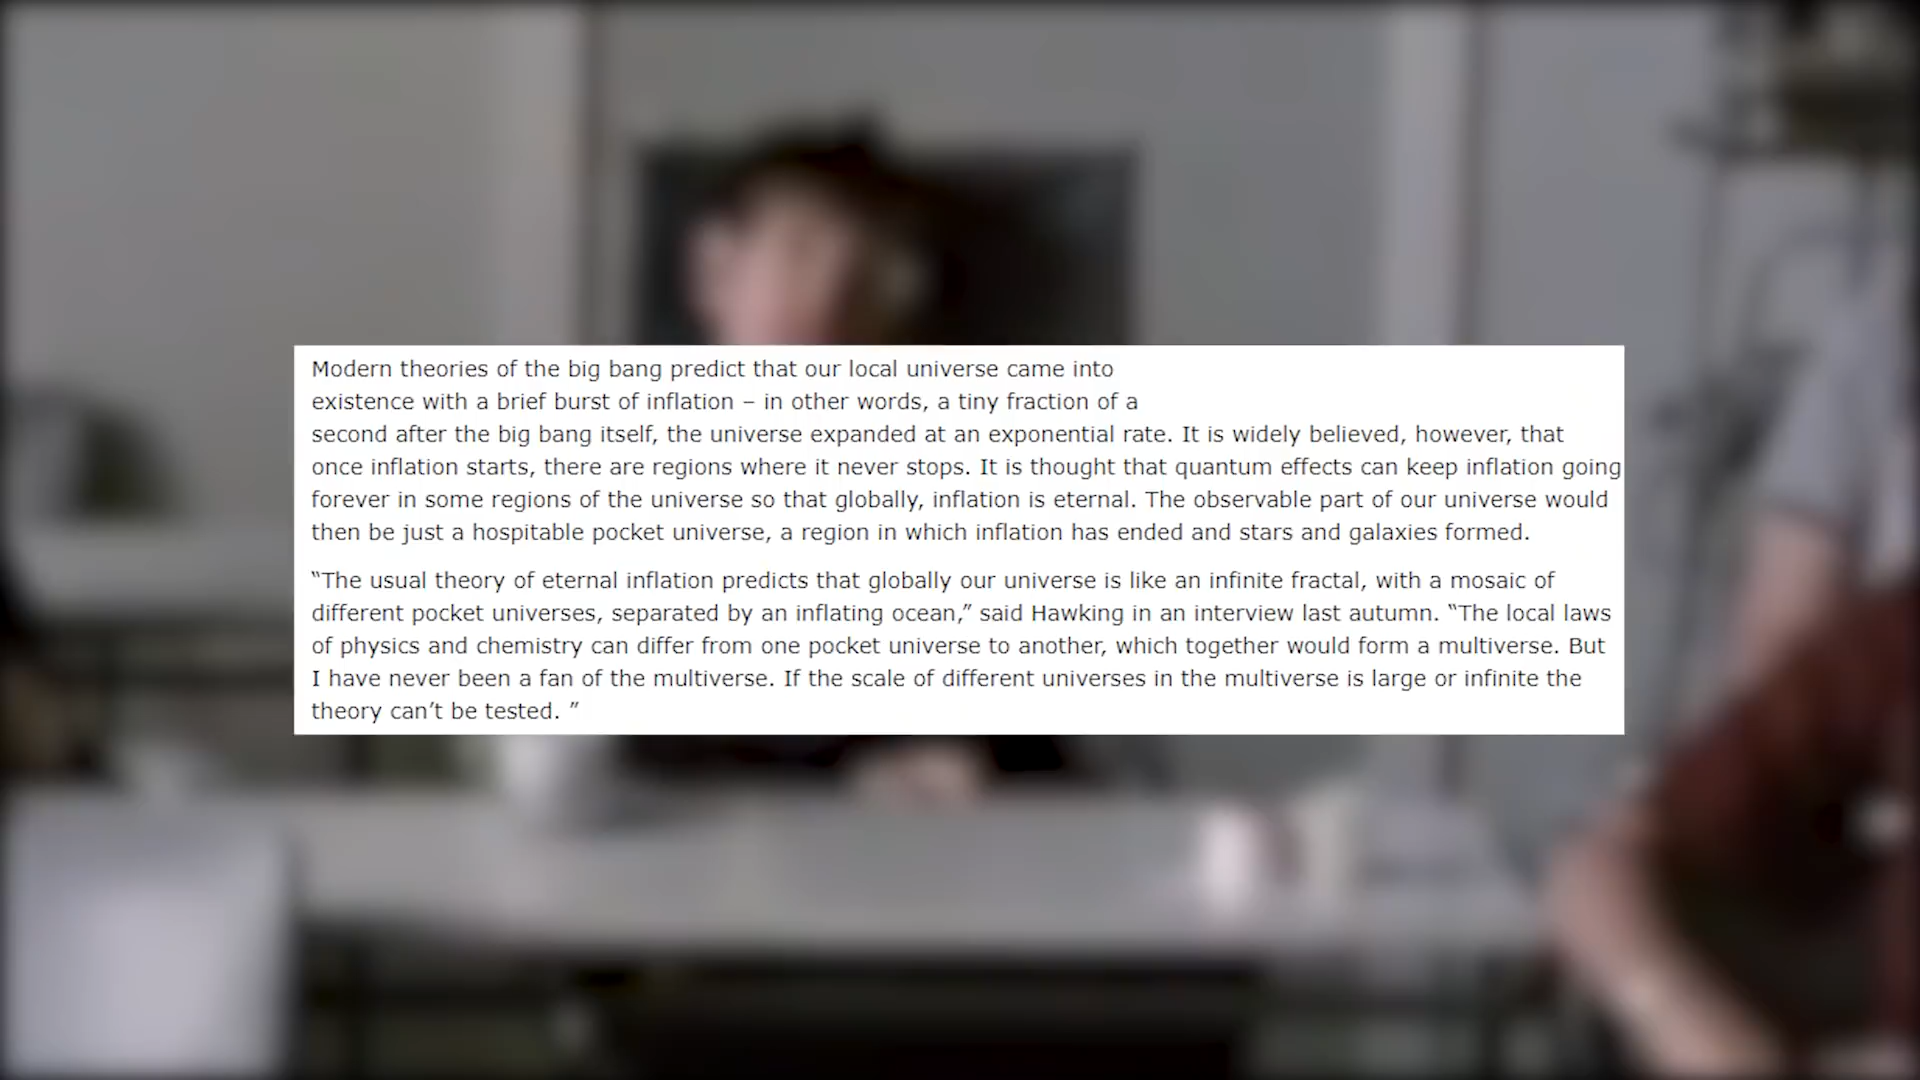 Modern theories of the big bang predict that our local universe came into
existence with a brief burst of inflation – in other words, a tiny fraction of a
second after the big bang itself, the universe expanded at an exponential rate. It is widely believed, however, that
once inflation starts, there are regions where it never stops. It is thought that quantum effects can keep inflation going
forever in some regions of the universe so that globally, inflation is eternal. The observable part of our universe would
then be just a hospitable pocket universe, a region in which inflation has ended and stars and galaxies formed.
“The usual theory of eternal inflation predicts that globally our universe is like an infinite fractal, with a mosaic of
different pocket universes, separated by an inflating ocean,” said Hawking in an interview last autumn. “The local laws
of physics and chemistry can differ from one pocket universe to another, which together would form a multiverse. But
I have never been a fan of the multiverse. If the scale of different universes in the multiverse is large or infinite the
theory can’t be tested. ”